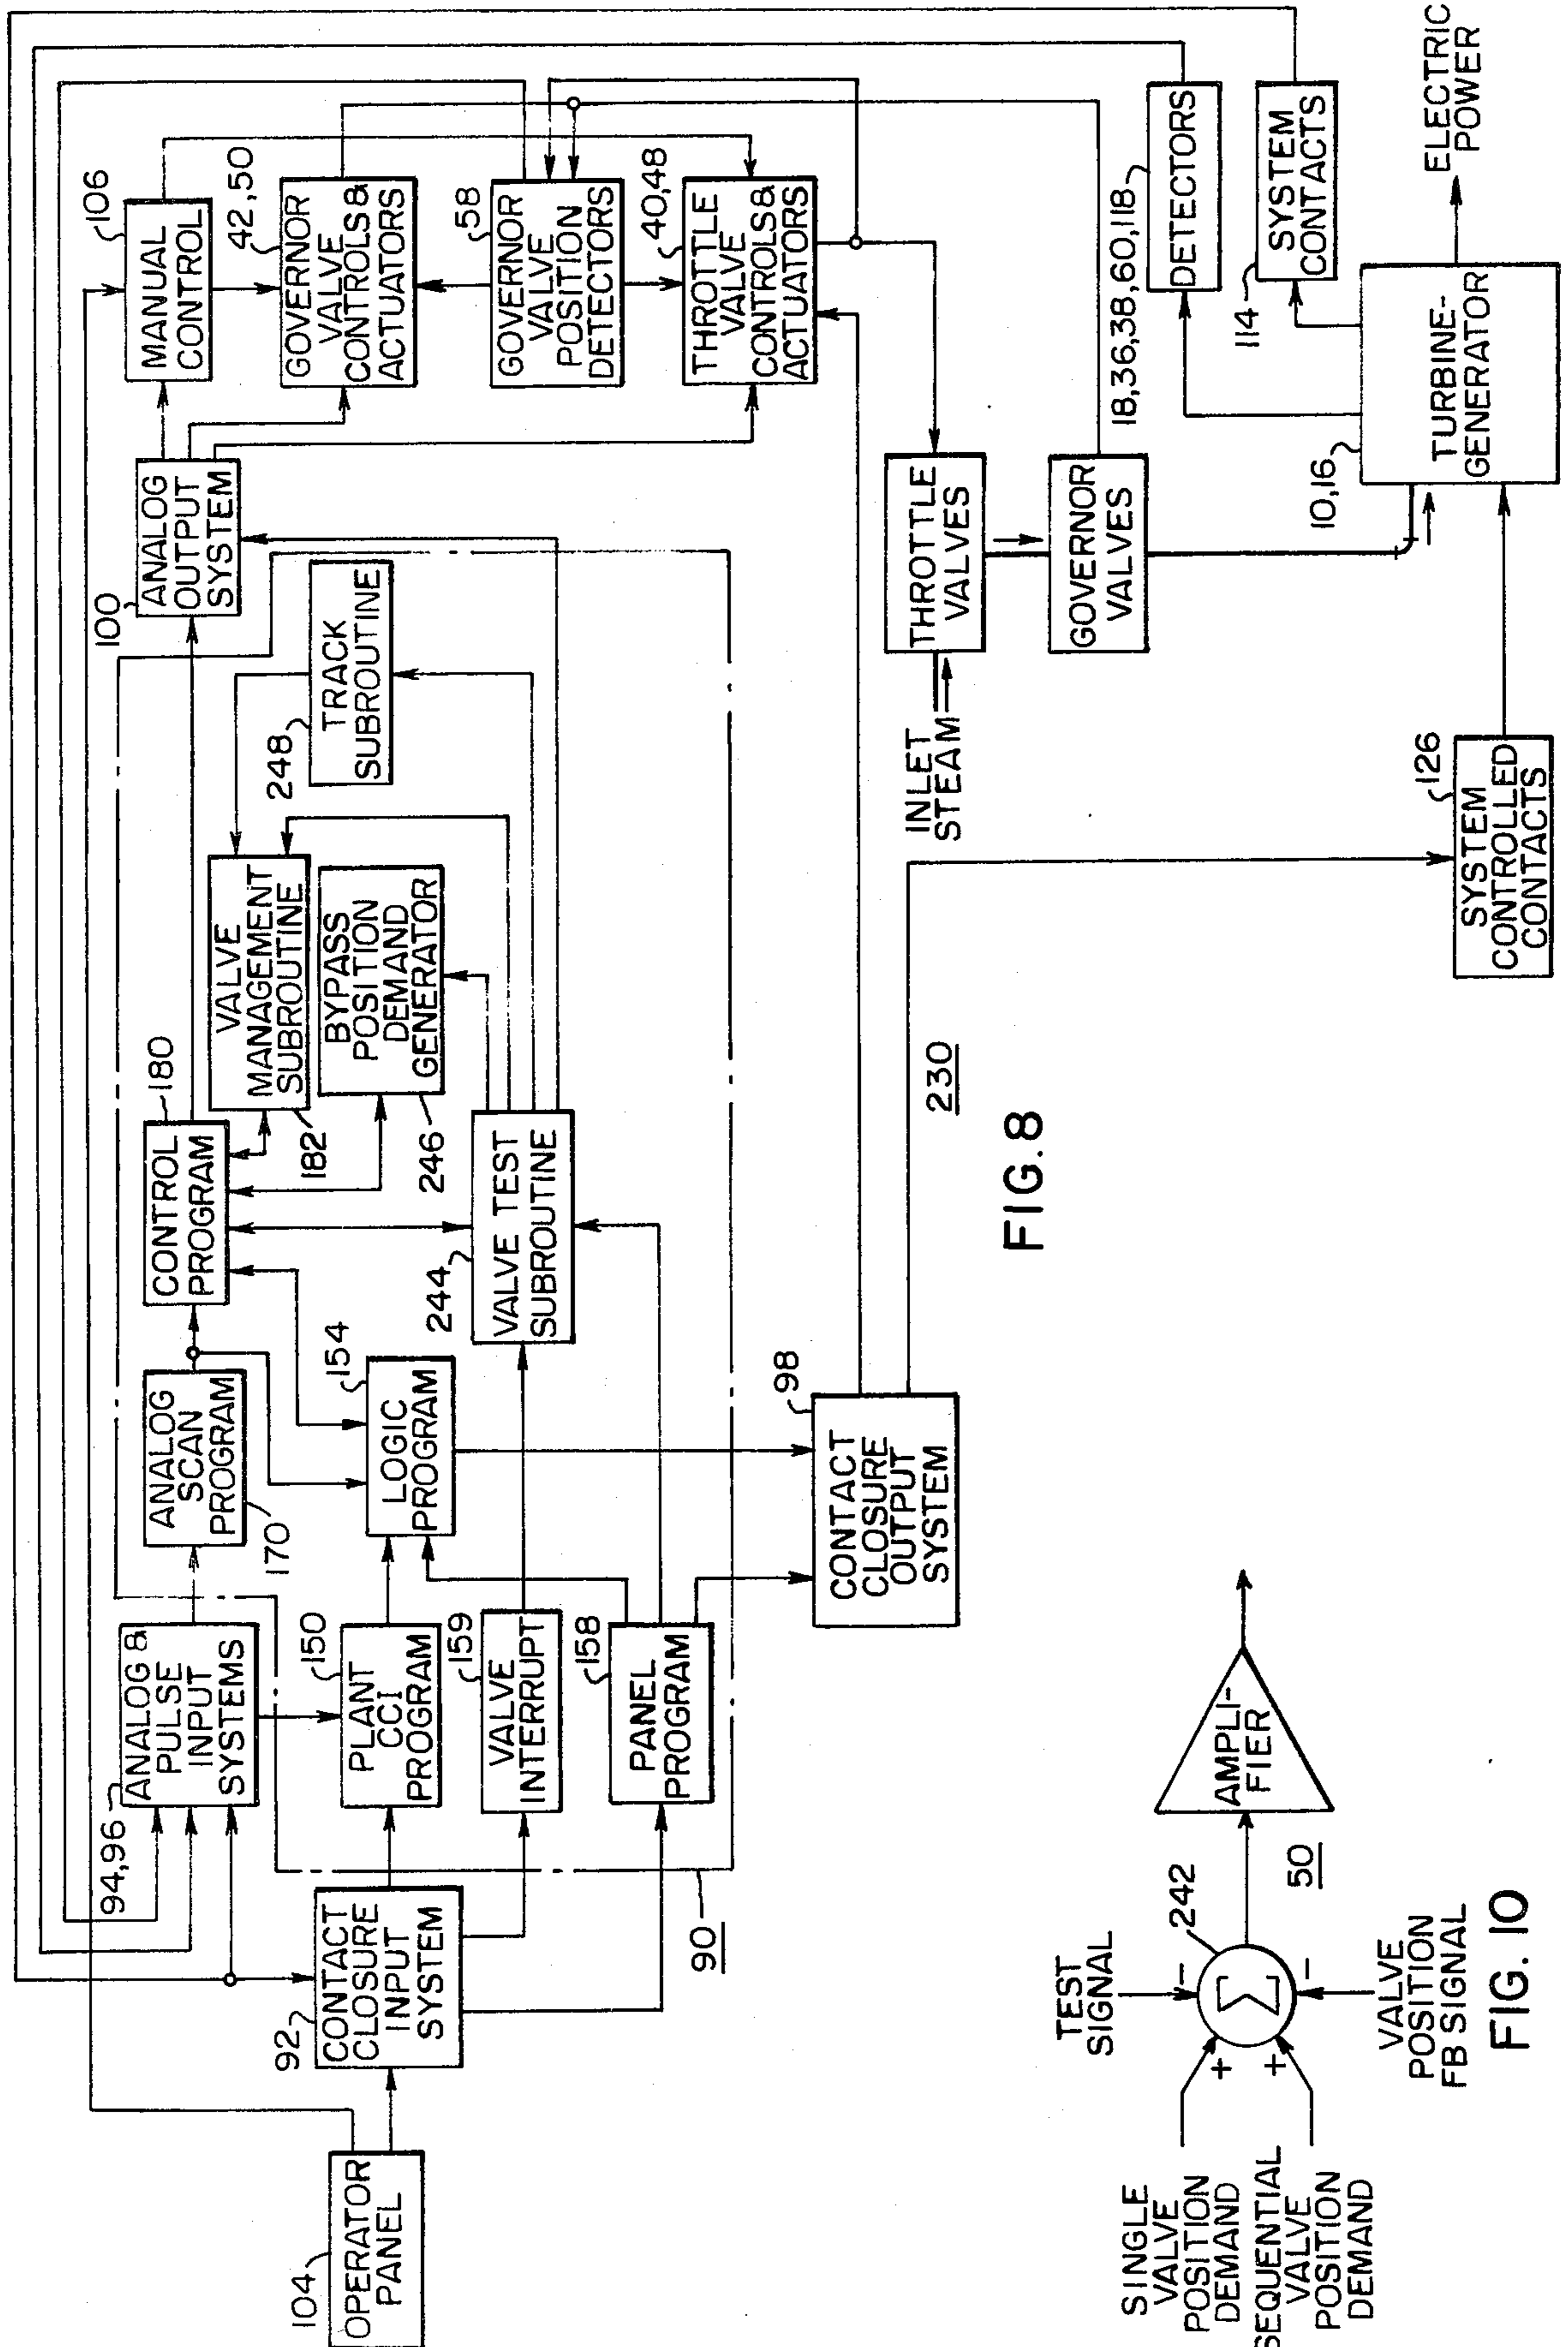 104
OPERATOR
PANEL
92
CONTACT
CLOSURE
INPUT
SYSTEM
94,96
ANALOG &
PULSE
INPUT
SYSTEMS
150
PLANT
CCI
PROGRAM
159
VALVE
INTERRUPT
158
PANEL
PROGRAM
90
ANALOG
SCAN
PROGRAM
170
154
LOGIC
PROGRAM
98
CONTACT
CLOSURE
OUTPUT
SYSTEM
180
CONTROL
PROGRAM
244
VALVE TEST
SUBROUTINE
VALVE
MANAGEMENT
SUBROUTINE
182
BYPASS
POSITION
DEMAND
GENERATOR
246
248
TRACK
SUBROUTINE
100
ANALOG
OUTPUT
SYSTEM
106
MANUAL
CONTROL
42,50
GOVERNOR
VALVE
CONTROLS &
ACTUATORS
58
GOVERNOR
VALVE
POSITION
DETECTORS
40,48
THROTTLE
VALVE
CONTROLS &
ACTUATORS
INLET
STEAM
THROTTLE
VALVES
GOVERNOR
VALVES
18,36,38,60,118
DETECTORS
114
SYSTEM
CONTACTS
10,16
TURBINE-
GENERATOR
ELECTRIC
POWER
126
SYSTEM
CONTROLLED
CONTACTS
230
FIG. 8
SINGLE
VALVE
POSITION
DEMAND
SEQUENTIAL
VALVE
POSITION
DEMAND
TEST
SIGNAL
VALVE
POSITION
FB SIGNAL
+
+
−
−
Σ
242
50
AMPLI-
FIER
FIG. 10